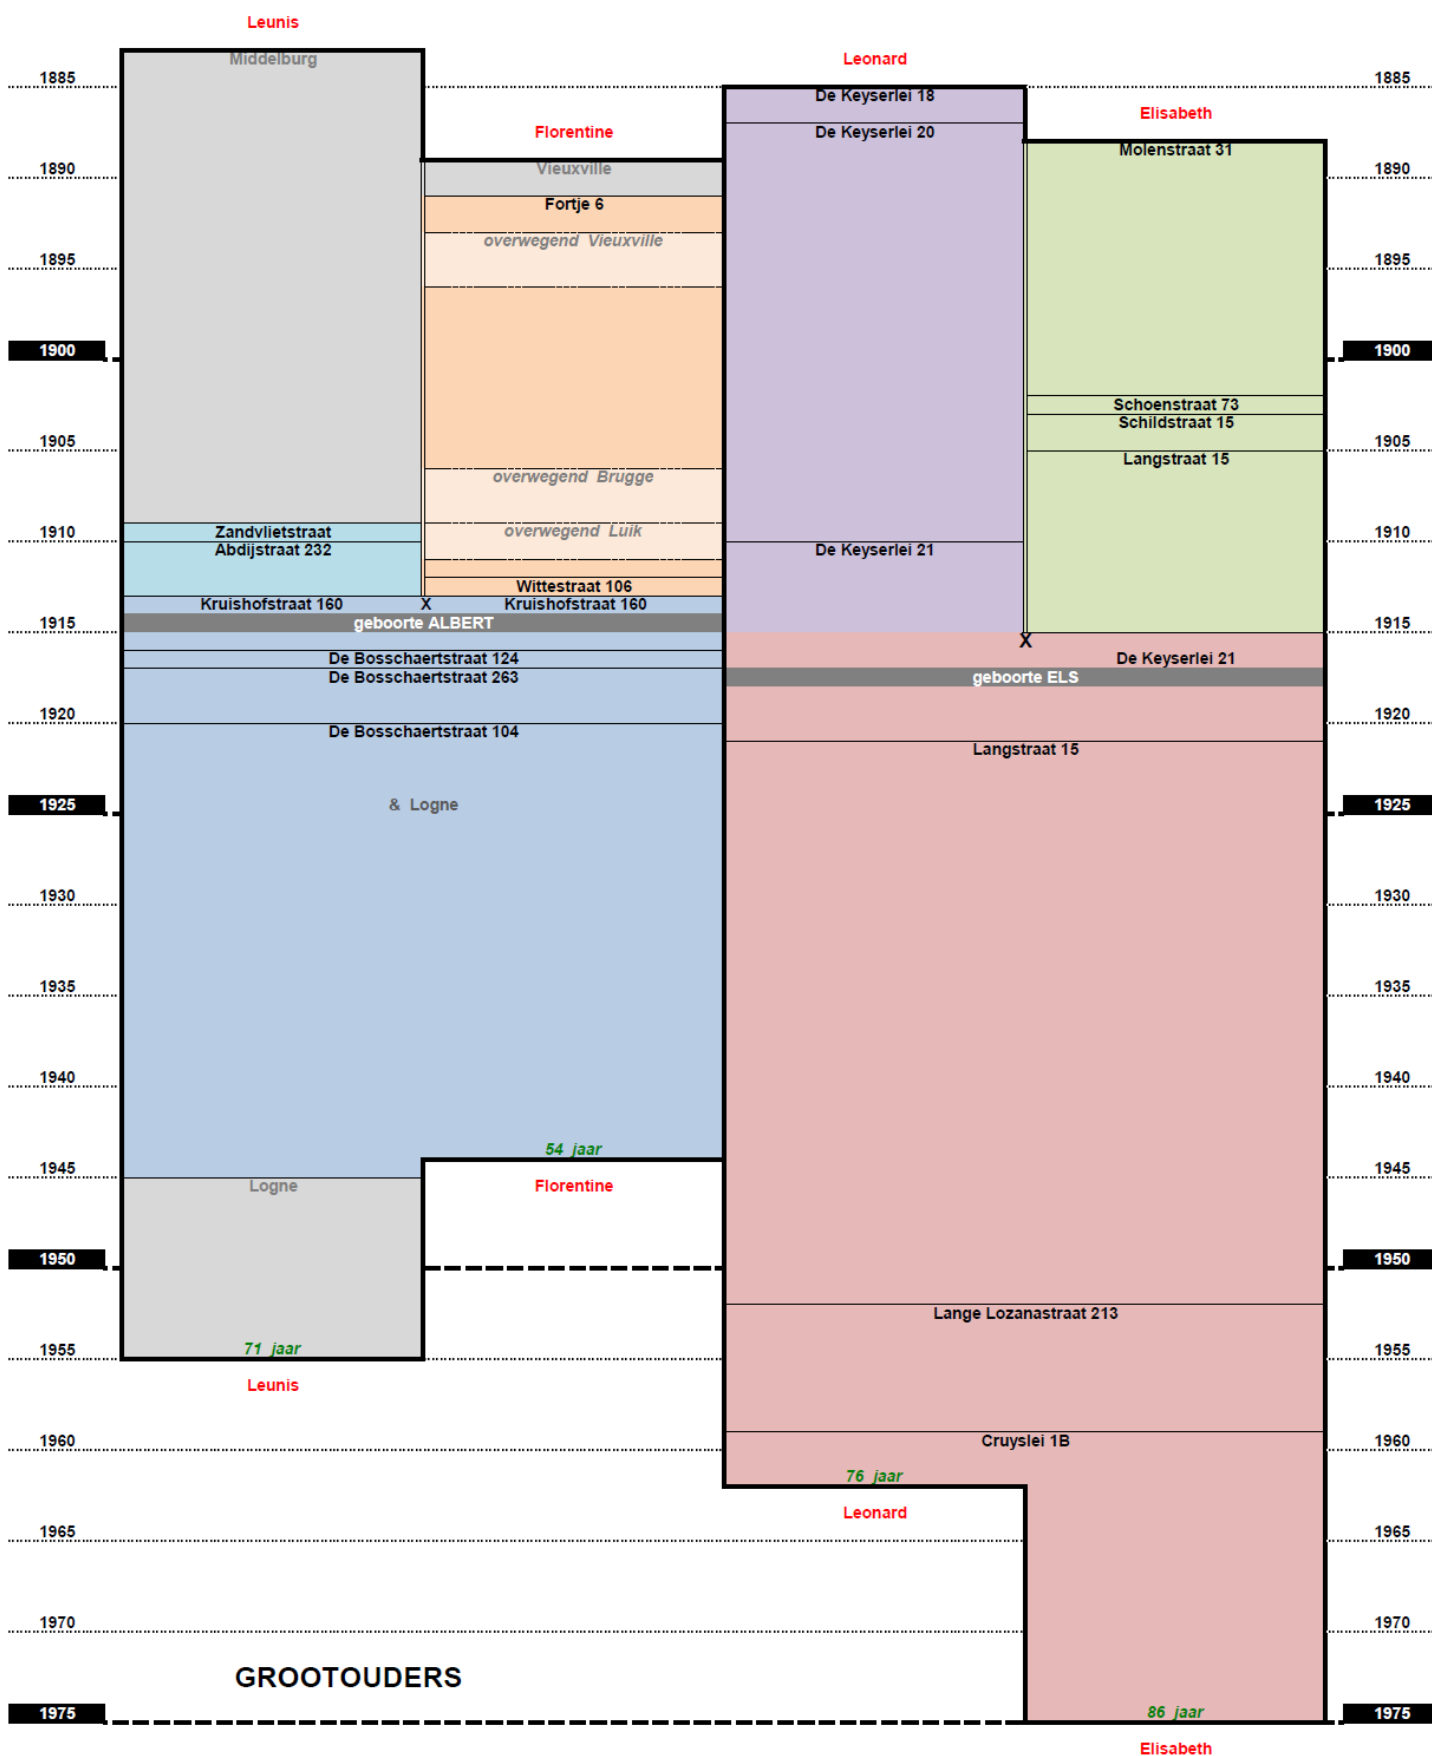 Leunis
Leonard
Middelburg
1885 1885
De Keyserlei 18
Elisabeth
Florentine
De Keyserlei 20
Molenstraat 31
Vieuxville
1890 1890
Fortje 6
overwegend Vieuxville
1895 1895
1900 1900
Schoenstraat 73
Schildstraat 15
1905 1905
Langstraat 15
overwegend Brugge
1910 Zandvlietstraat overwegend Luik 1910
Abdijstraat 232 De Keyserlei 21
Wittestraat 106
Kruishofstraat 160 X Kruishofstraat 160
geboorte ALBERT
1915 1915
X
De Bosschaertstraat 124 De Keyserlei 21
De Bosschaertstraat 263 geboorte ELS
1920 1920
De Bosschaertstraat 104
Langstraat 15
1925 & Logne 1925
1930 1930
1935 1935
1940 1940
54 jaar
1945 1945
Logne Florentine
1950 1950
Lange Lozanastraat 213
1955 71 jaar 1955
Leunis
1960 Cruyslei 1B 1960
76 jaar
Leonard
1965 1965
1970 1970
GROOTOUDERS
1975 86 jaar 1975
Elisabeth